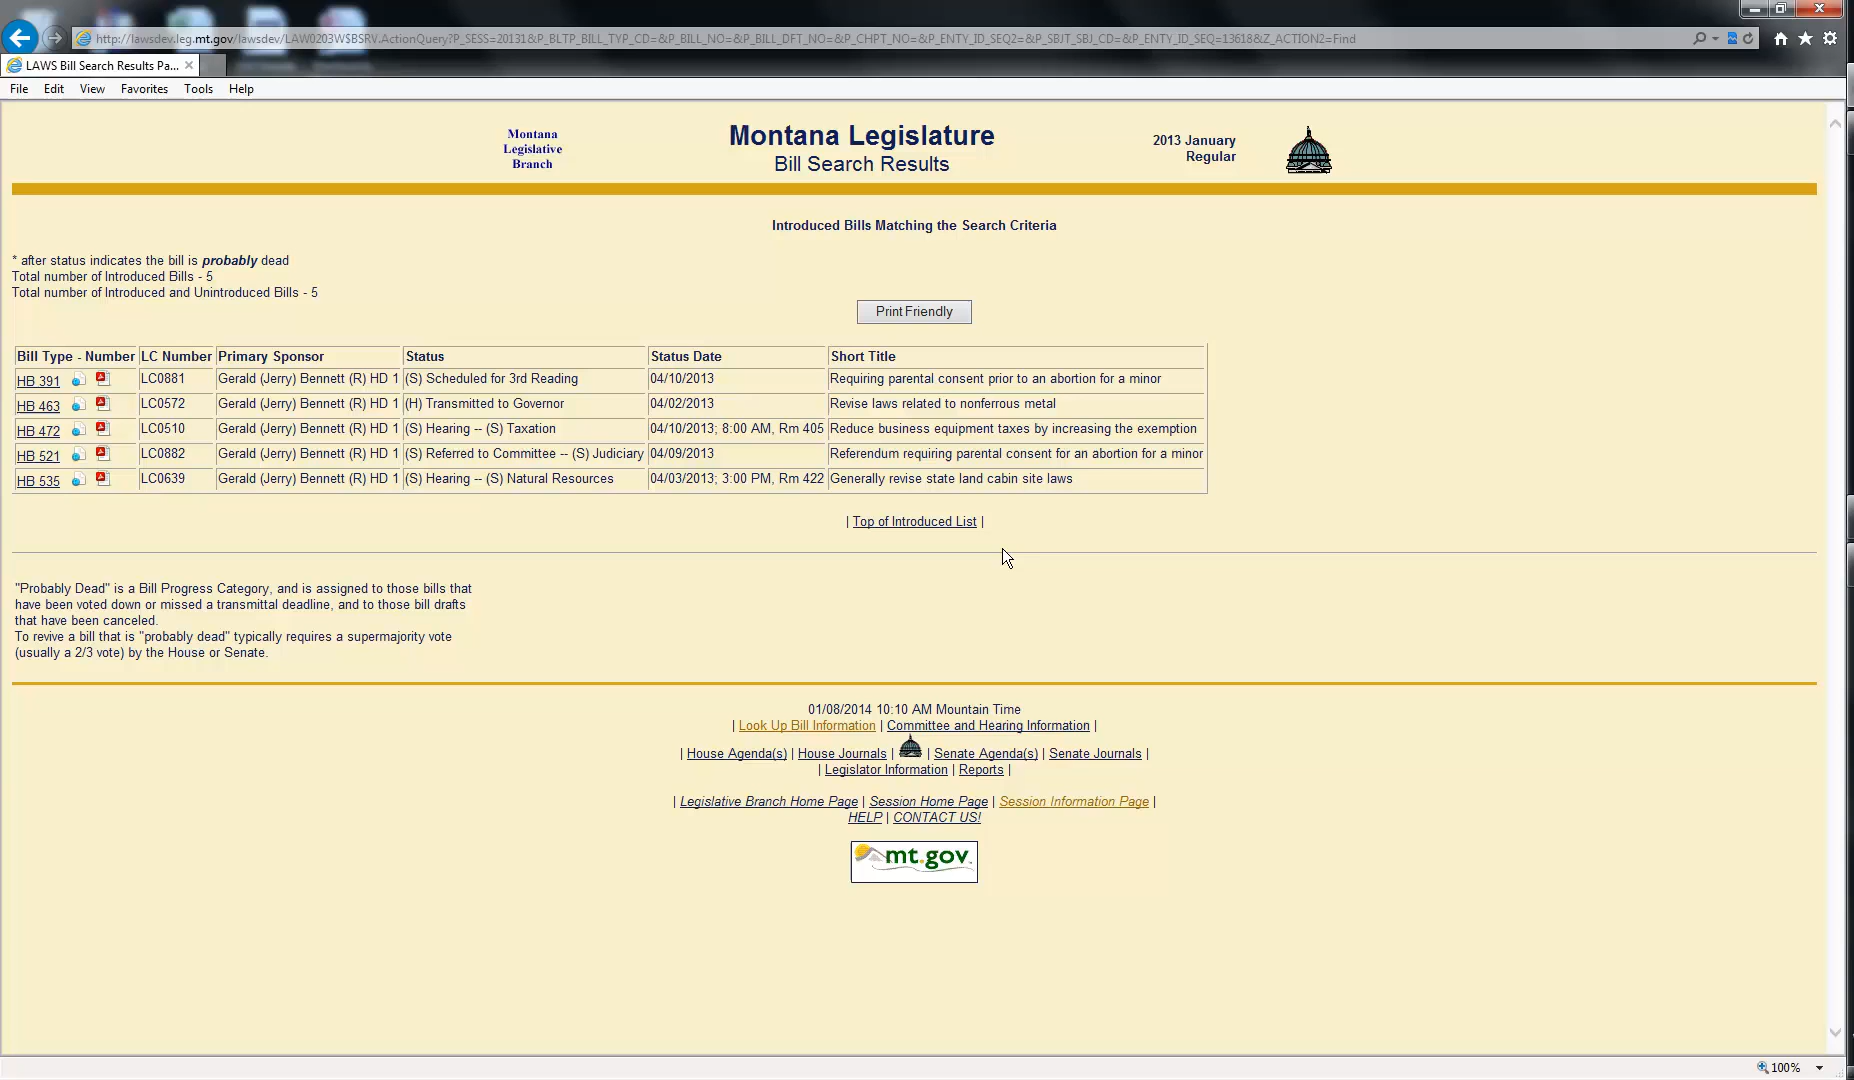 http://lawsdev.leg.mt.gov/lawsdev/LAW0203W$BSRV.ActionQuery?P_SESS=20131&P_BLTP_BILL_TYP_CD=&P_BILL_NO=&P_BILL_DFT_NO=&P_CHPT_NO=&P_ENTY_ID_SEQ2=&P_SBJT_SBJ_CD=&P_ENTY_ID_SEQ=13618&Z_ACTION2=Find
LAWS Bill Search Results Pa...
File Edit View Favorites Tools Help
Montana
Legislative
Branch
Montana Legislature
Bill Search Results
2013 January
Regular
Introduced Bills Matching the Search Criteria
* after status indicates the bill is probably dead
Total number of Introduced Bills - 5
Total number of Introduced and Unintroduced Bills - 5
Print Friendly
Bill Type - Number LC Number Primary Sponsor Status Status Date Short Title
HB 391 LC0881 Gerald (Jerry) Bennett (R) HD 1 (S) Scheduled for 3rd Reading 04/10/2013 Requiring parental consent prior to an abortion for a minor
HB 463 LC0572 Gerald (Jerry) Bennett (R) HD 1 (H) Transmitted to Governor 04/02/2013 Revise laws related to nonferrous metal
HB 472 LC0510 Gerald (Jerry) Bennett (R) HD 1 (S) Hearing -- (S) Taxation 04/10/2013; 8:00 AM, Rm 405 Reduce business equipment taxes by increasing the exemption
HB 521 LC0882 Gerald (Jerry) Bennett (R) HD 1 (S) Referred to Committee -- (S) Judiciary 04/09/2013 Referendum requiring parental consent for an abortion for a minor
HB 535 LC0639 Gerald (Jerry) Bennett (R) HD 1 (S) Hearing -- (S) Natural Resources 04/03/2013; 3:00 PM, Rm 422 Generally revise state land cabin site laws
| Top of Introduced List |
"Probably Dead" is a Bill Progress Category, and is assigned to those bills that
have been voted down or missed a transmittal deadline, and to those bill drafts
that have been canceled.
To revive a bill that is "probably dead" typically requires a supermajority vote
(usually a 2/3 vote) by the House or Senate.
01/08/2014 10:10 AM Mountain Time
| Look Up Bill Information | Committee and Hearing Information |
| House Agenda(s) | House Journals | | Senate Agenda(s) | Senate Journals |
| Legislator Information | Reports |
| Legislative Branch Home Page | Session Home Page | Session Information Page |
HELP | CONTACT US!
mt.gov
100%